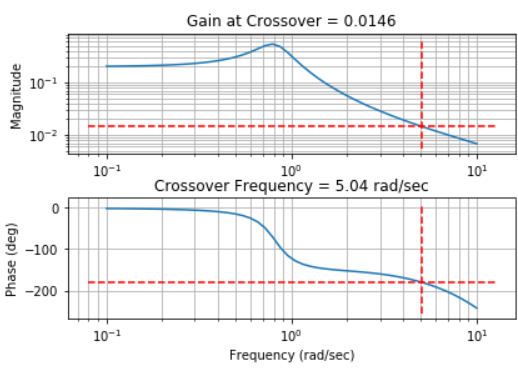 Gain at Crossover = 0.0146
Magnitude
10⁻¹
10⁻²
10⁻¹ 10⁰ 10¹
Crossover Frequency = 5.04 rad/sec
Phase (deg)
0
−100
−200
10⁻¹ 10⁰ 10¹
Frequency (rad/sec)